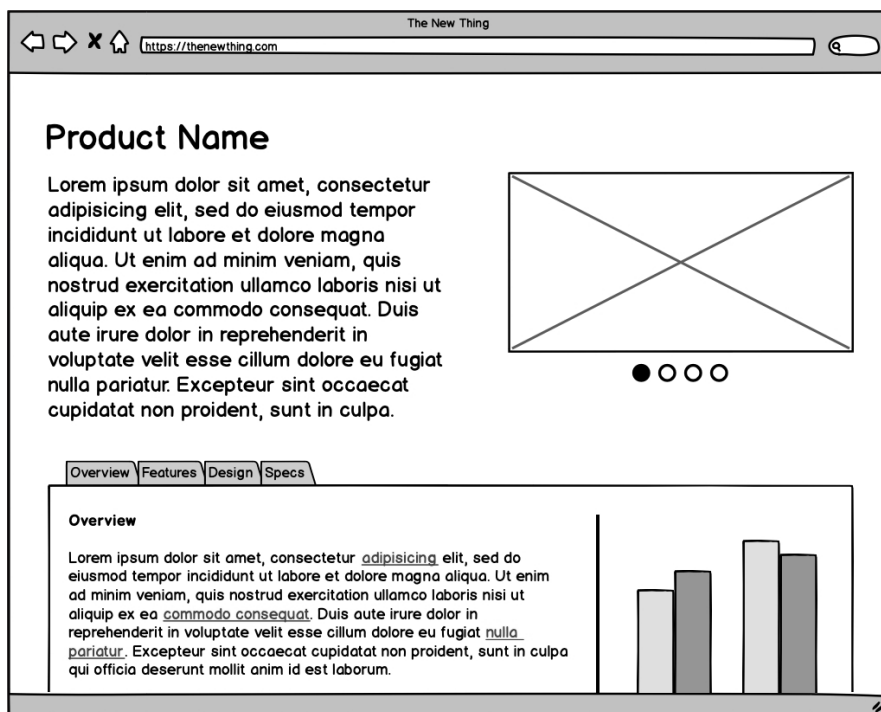 The New Thing
https://thenewthing.com
Product Name
Lorem ipsum dolor sit amet, consectetur
adipisicing elit, sed do eiusmod tempor
incididunt ut labore et dolore magna
aliqua. Ut enim ad minim veniam, quis
nostrud exercitation ullamco laboris nisi ut
aliquip ex ea commodo consequat. Duis
aute irure dolor in reprehenderit in
voluptate velit esse cillum dolore eu fugiat
nulla pariatur. Excepteur sint occaecat
cupidatat non proident, sunt in culpa.
Overview Features Design Specs
Overview
Lorem ipsum dolor sit amet, consectetur adipisicing elit, sed do
eiusmod tempor incididunt ut labore et dolore magna aliqua. Ut enim
ad minim veniam, quis nostrud exercitation ullamco laboris nisi ut
aliquip ex ea commodo consequat. Duis aute irure dolor in
reprehenderit in voluptate velit esse cillum dolore eu fugiat nulla
pariatur. Excepteur sint occaecat cupidatat non proident, sunt in culpa
qui officia deserunt mollit anim id est laborum.